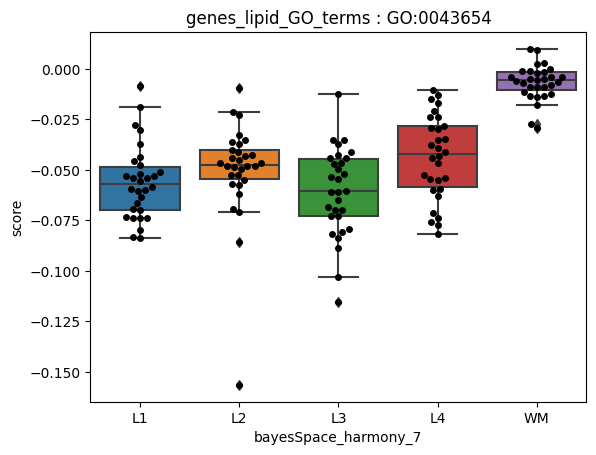 genes_lipid_GO_terms : GO:0043654
0.000
−0.025
−0.050
−0.075
−0.100
−0.125
−0.150
score
L1 L2 L3 L4 WM
bayesSpace_harmony_7